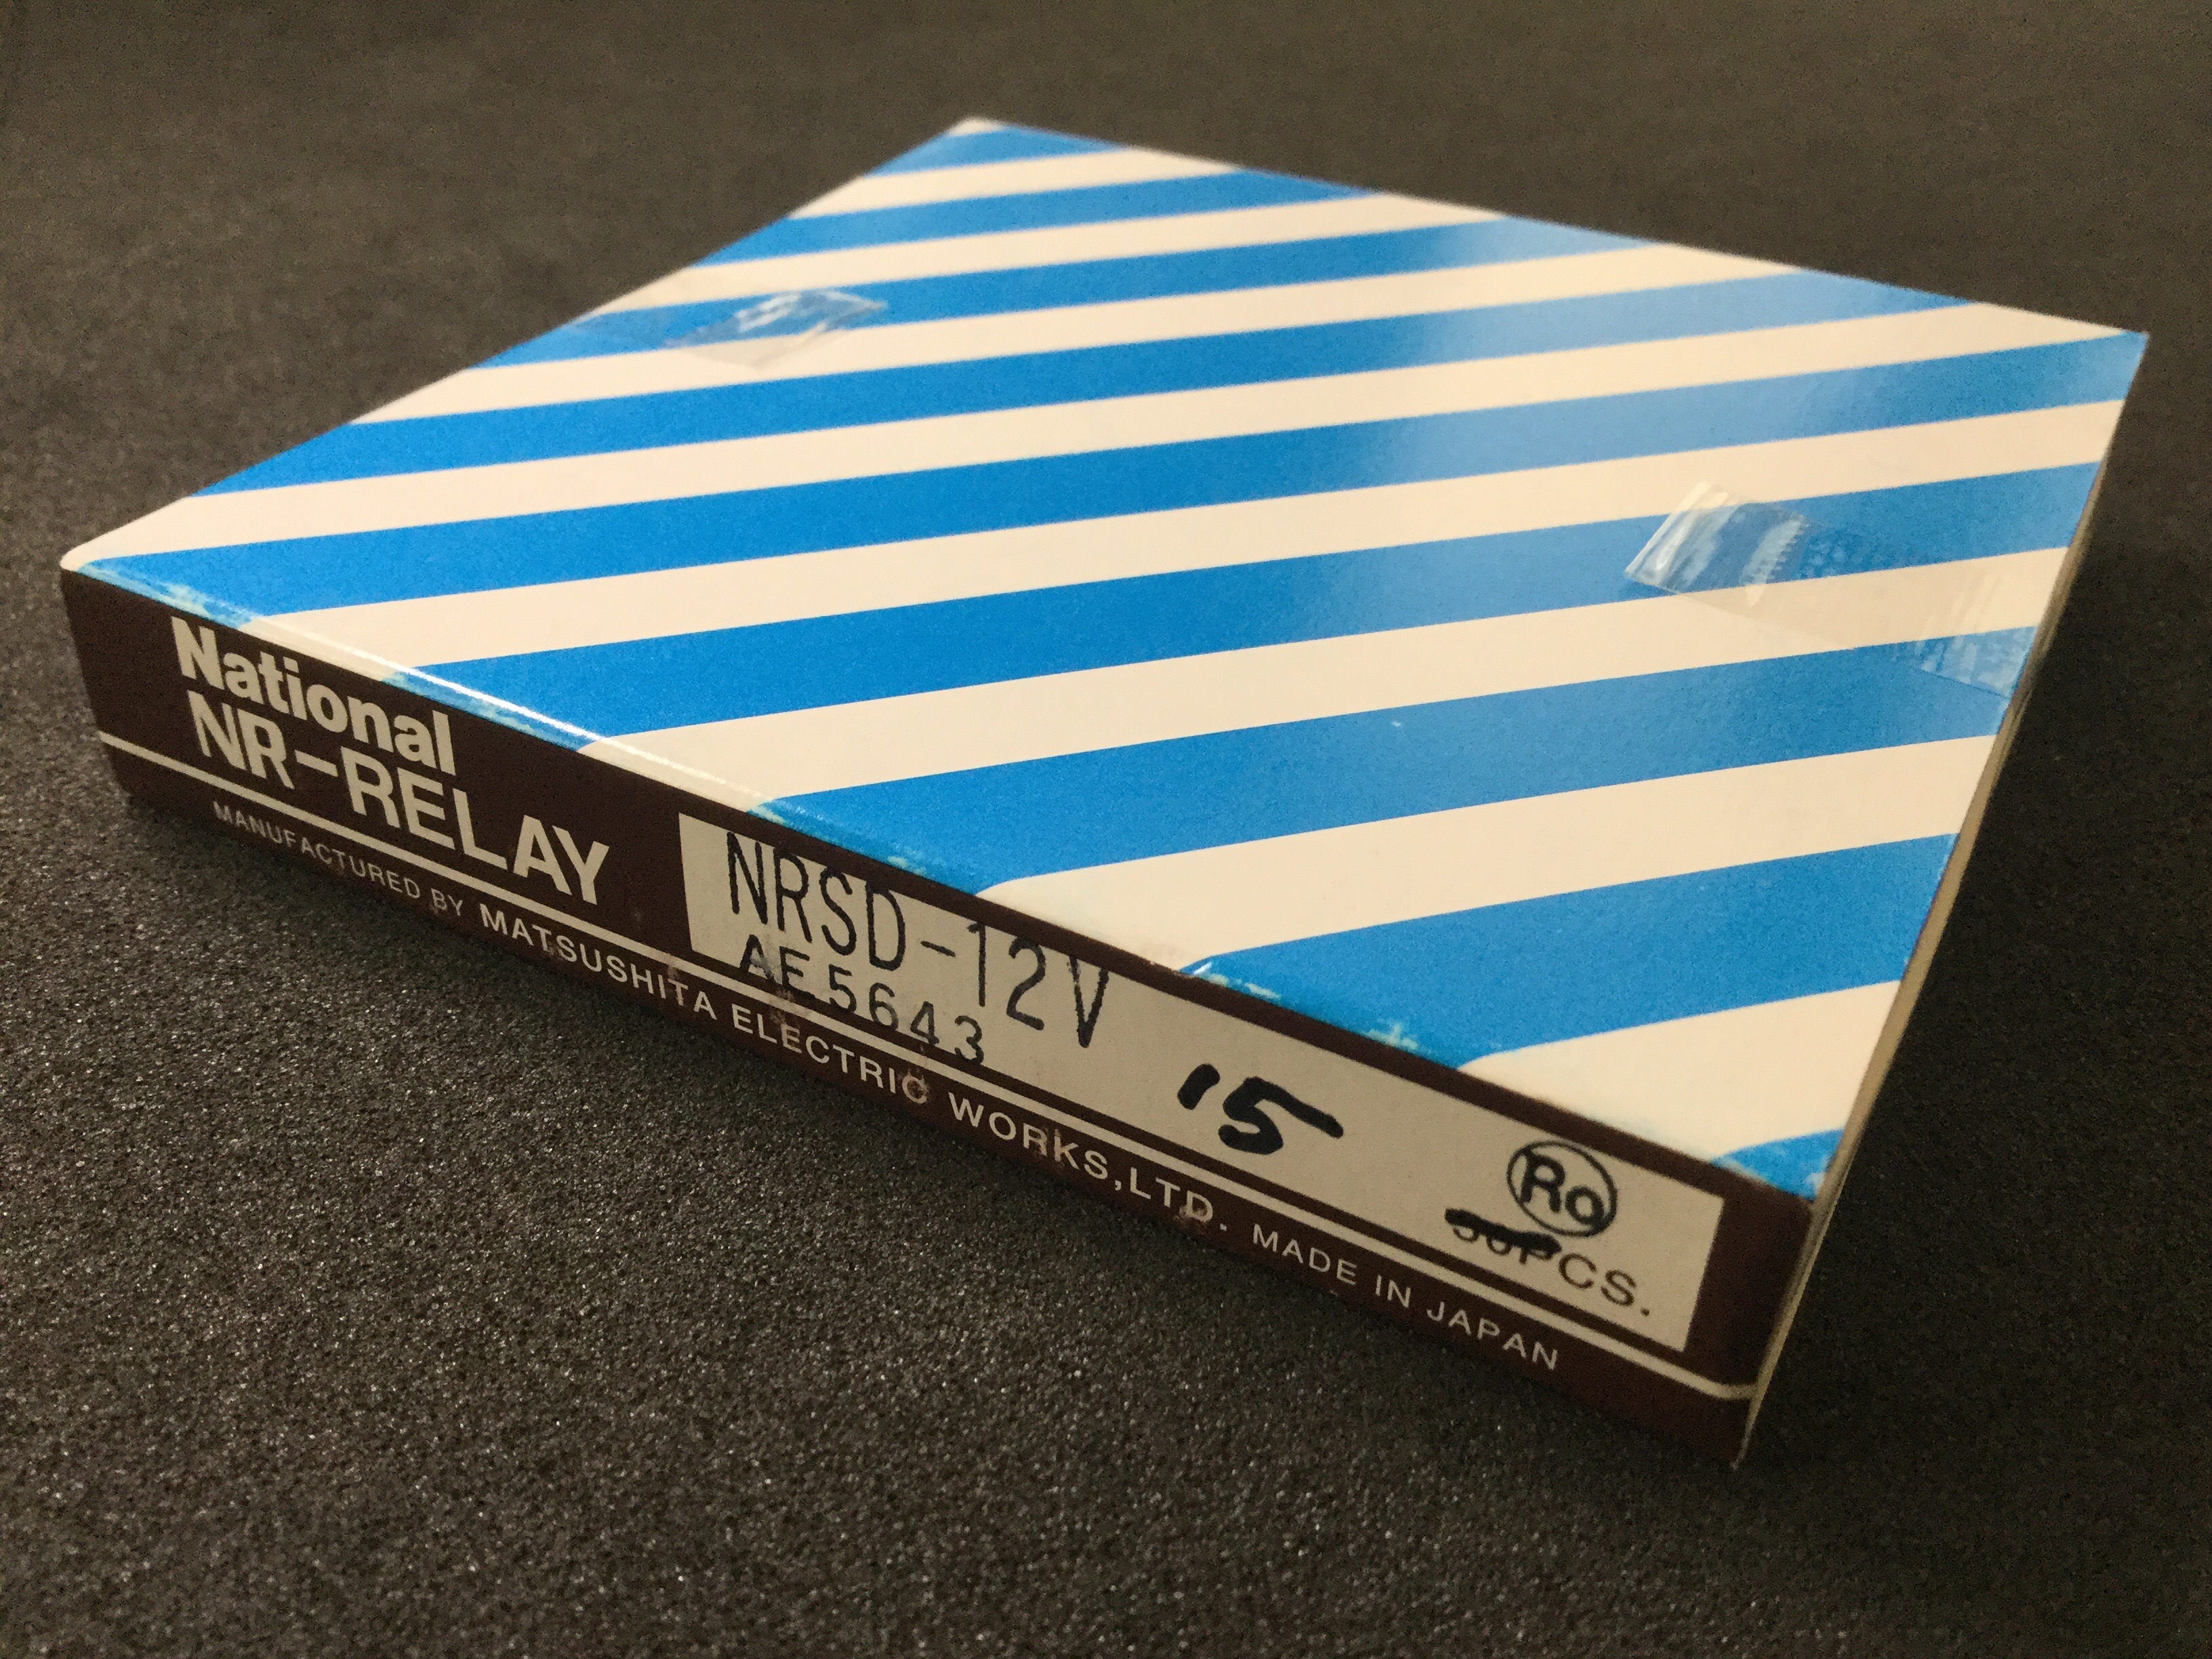 National
NR-RELAY
NRSD-12V
AE5643
15
Ro
PCS.
MANUFACTURED BY MATSUSHITA ELECTRIC WORKS,LTD. MADE IN JAPAN